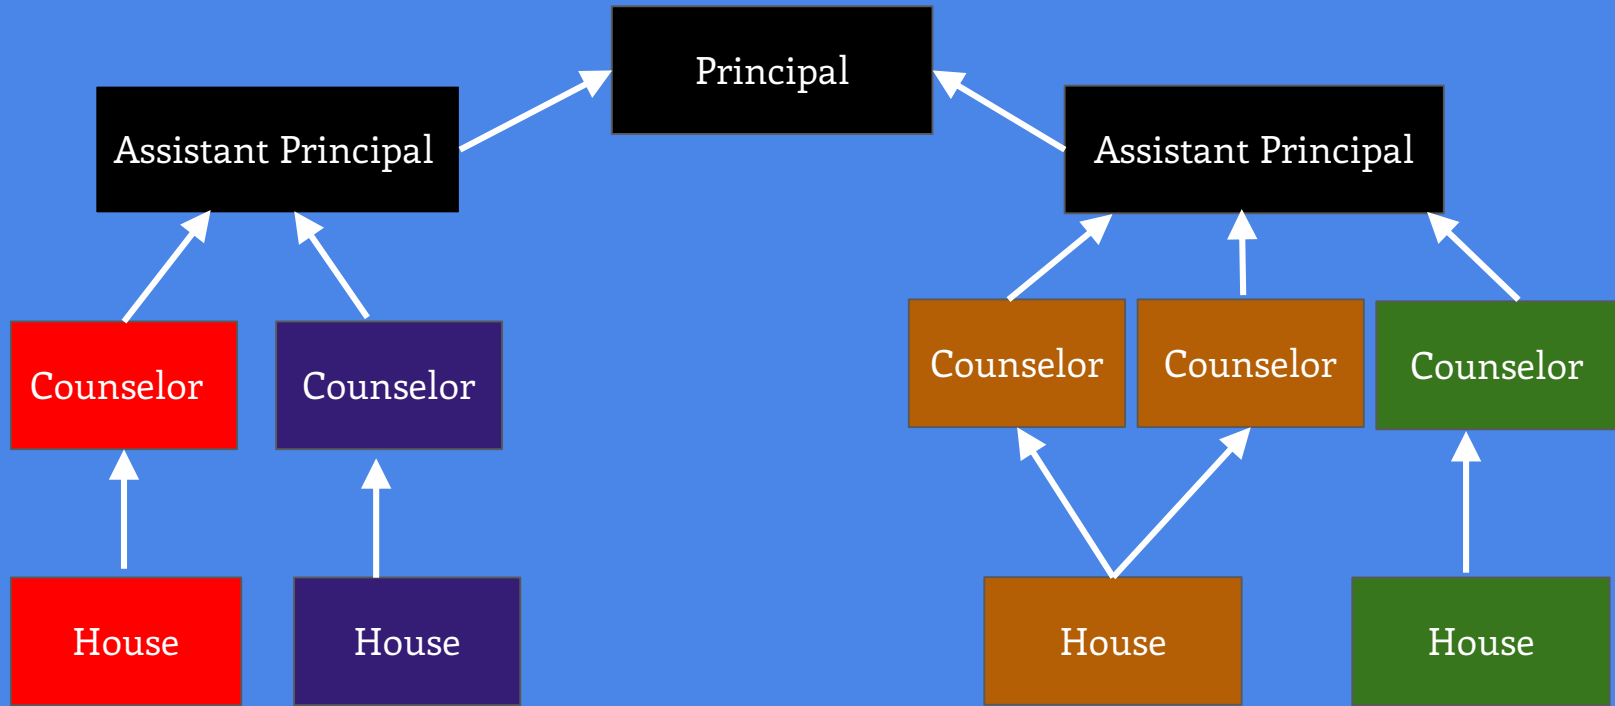 Principal
Assistant Principal
Assistant Principal
Counselor
Counselor
Counselor
Counselor
Counselor
House
House
House
House